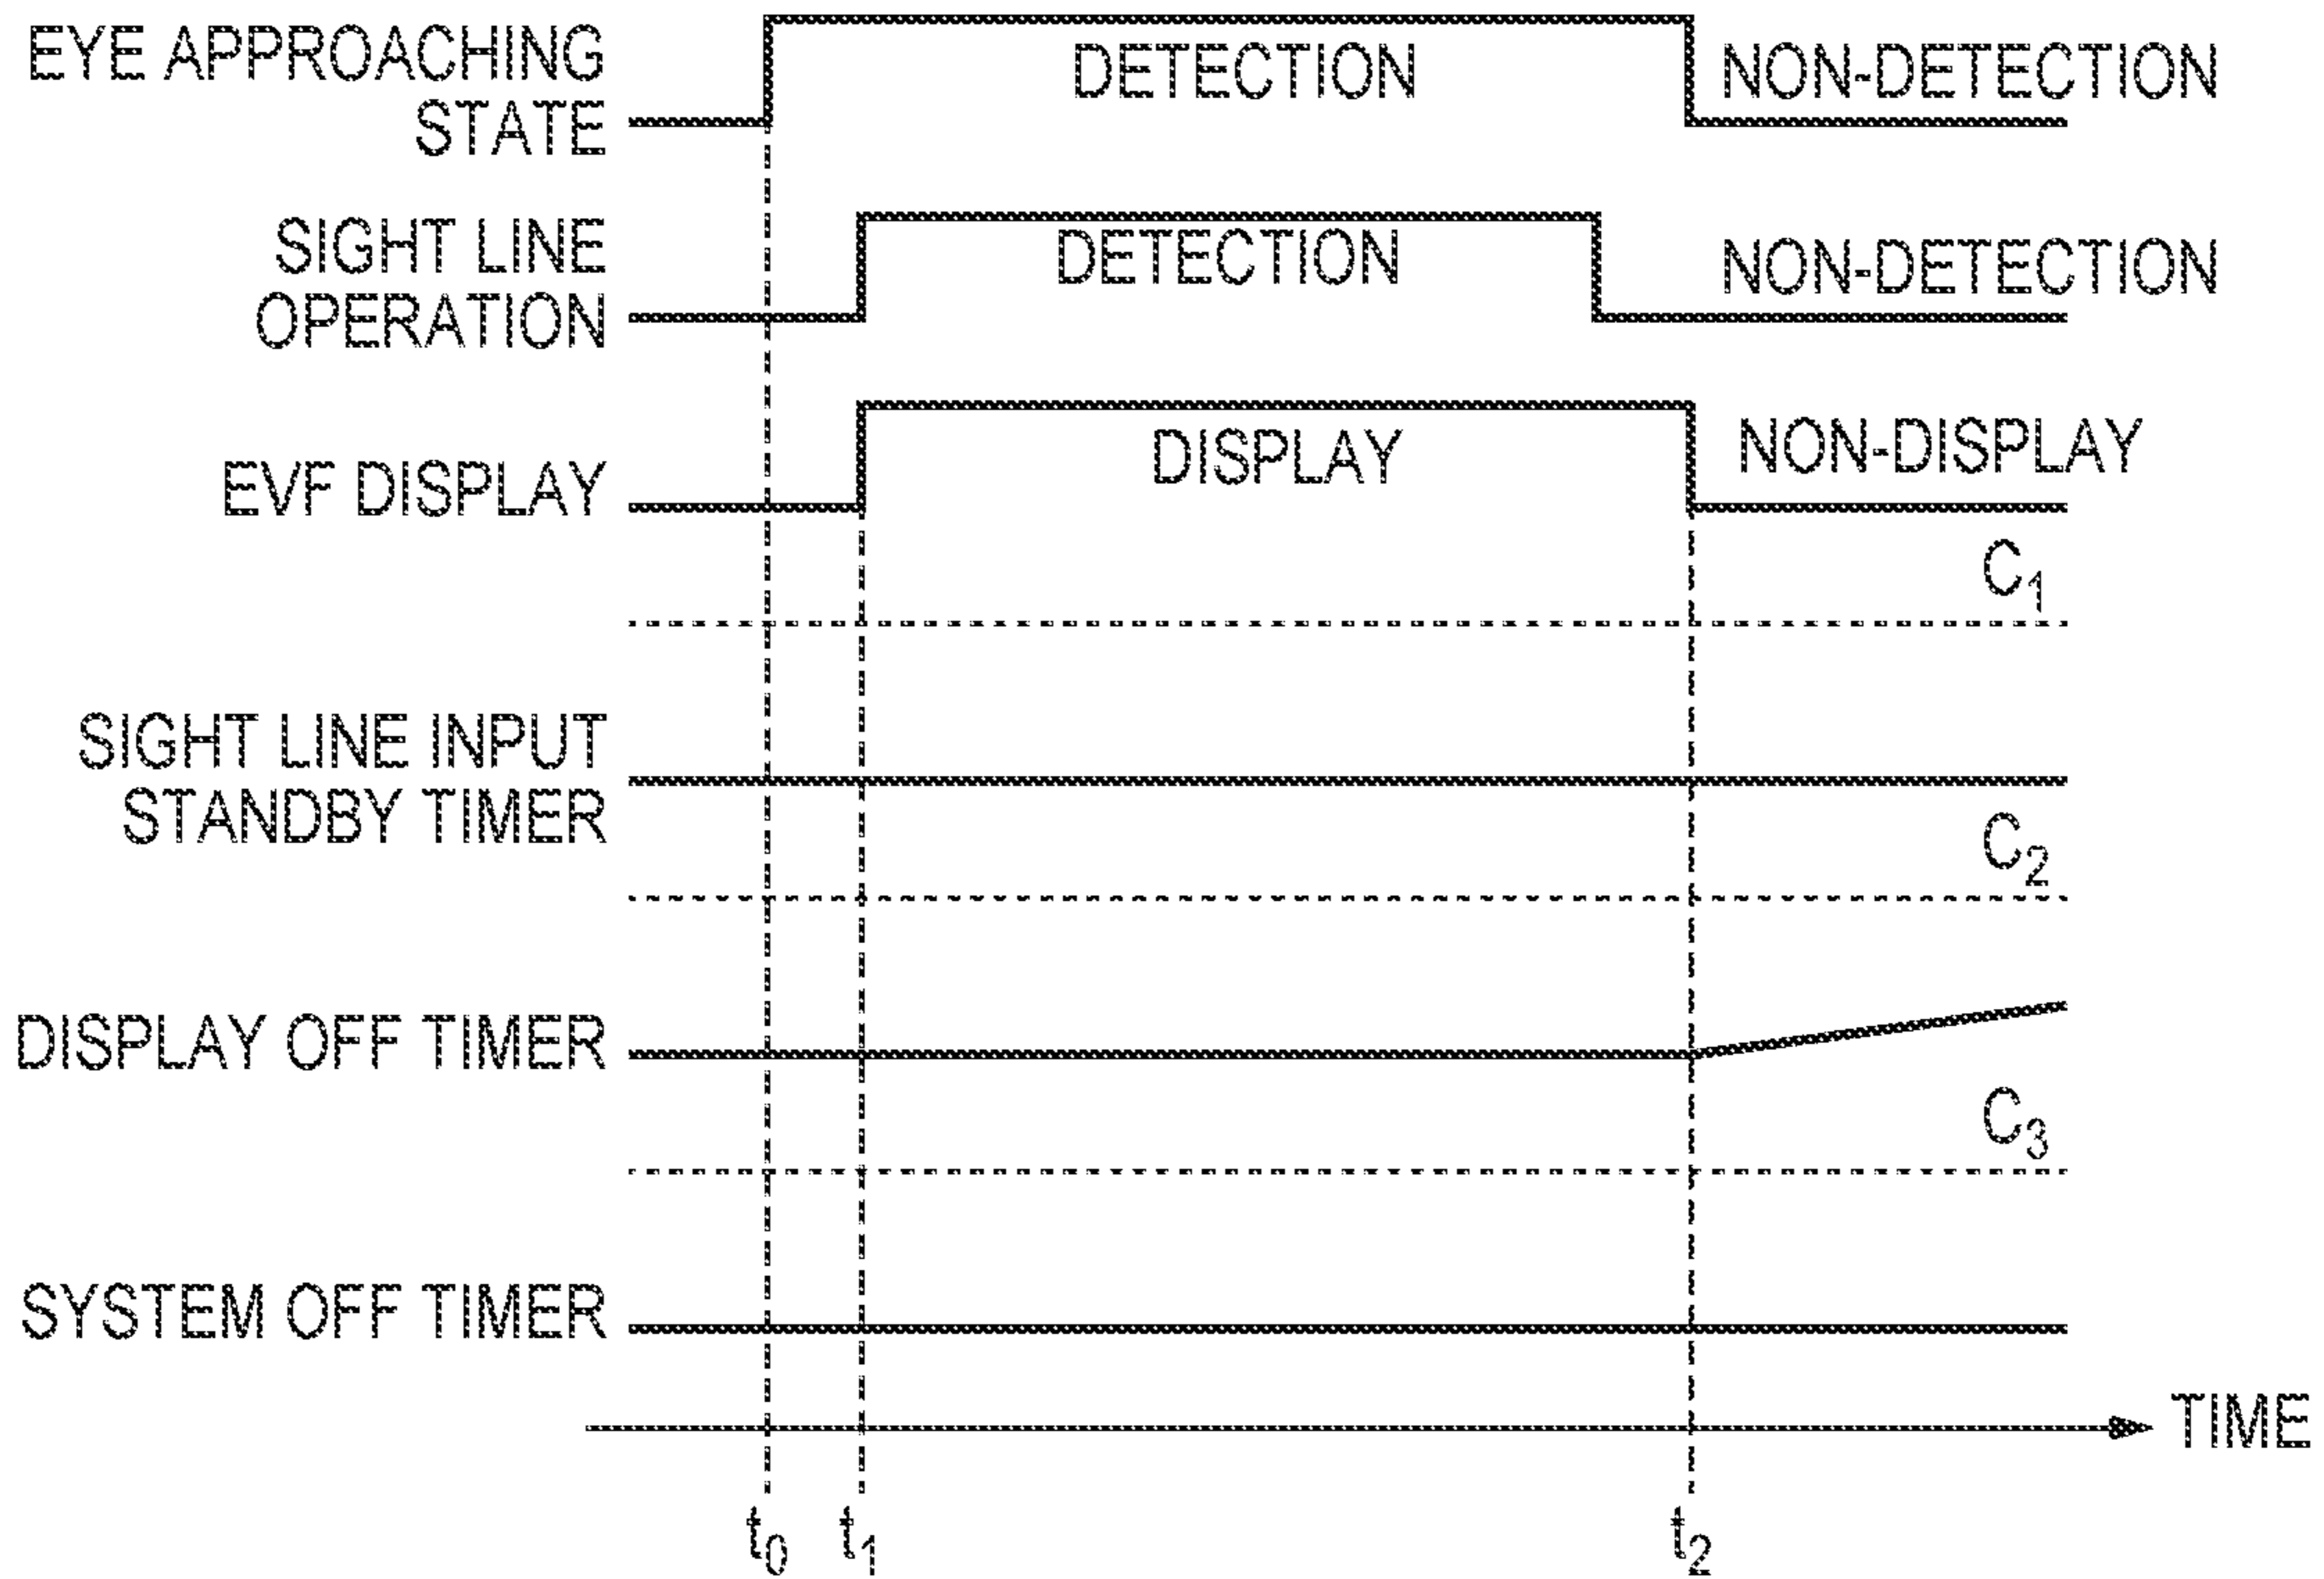 EYE APPROACHING
STATE
DETECTION
NON-DETECTION
SIGHT LINE
OPERATION
DETECTION
NON-DETECTION
EVF DISPLAY
DISPLAY
NON-DISPLAY
C1
SIGHT LINE INPUT
STANDBY TIMER
C2
DISPLAY OFF TIMER
C3
SYSTEM OFF TIMER
TIME
t0 t1 t2